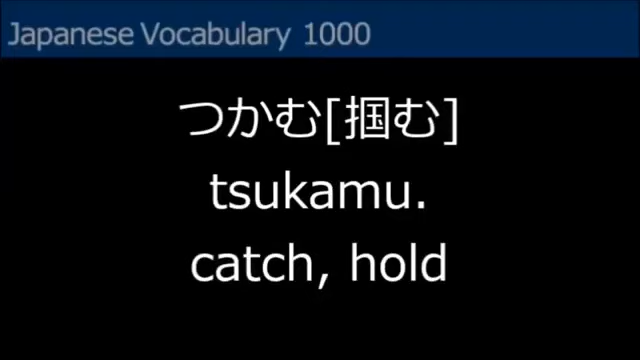 Japanese Vocabulary 1000
つかむ[掴む]
tsukamu.
catch, hold